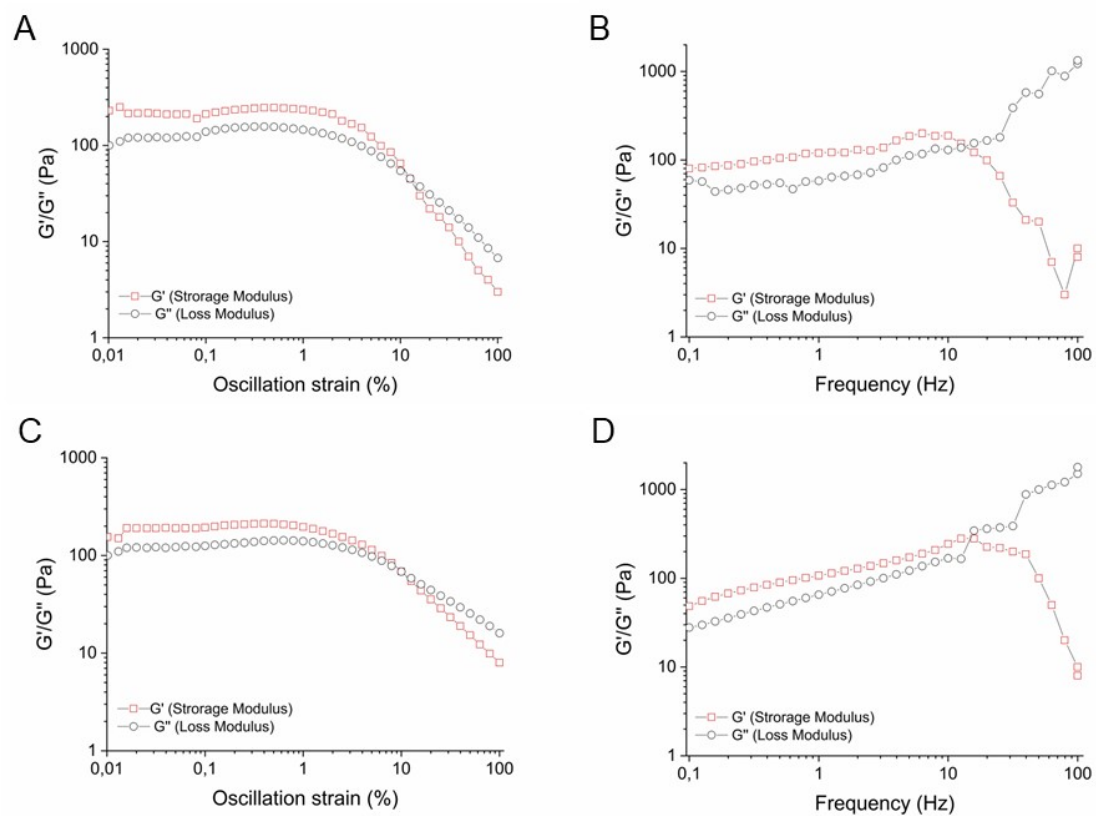 A
1000
100
10
1
G'/G'' (Pa)
G' (Strorage Modulus)
G'' (Loss Modulus)
0,01 0,1 1 10 100
Oscillation strain (%)
B
1000
100
10
1
G'/G'' (Pa)
G' (Strorage Modulus)
G'' (Loss Modulus)
0,1 1 10 100
Frequency (Hz)
C
1000
100
10
1
G'/G'' (Pa)
G' (Strorage Modulus)
G'' (Loss Modulus)
0,01 0,1 1 10 100
Oscillation strain (%)
D
1000
100
10
1
G'/G'' (Pa)
G' (Strorage Modulus)
G'' (Loss Modulus)
0,1 1 10 100
Frequency (Hz)